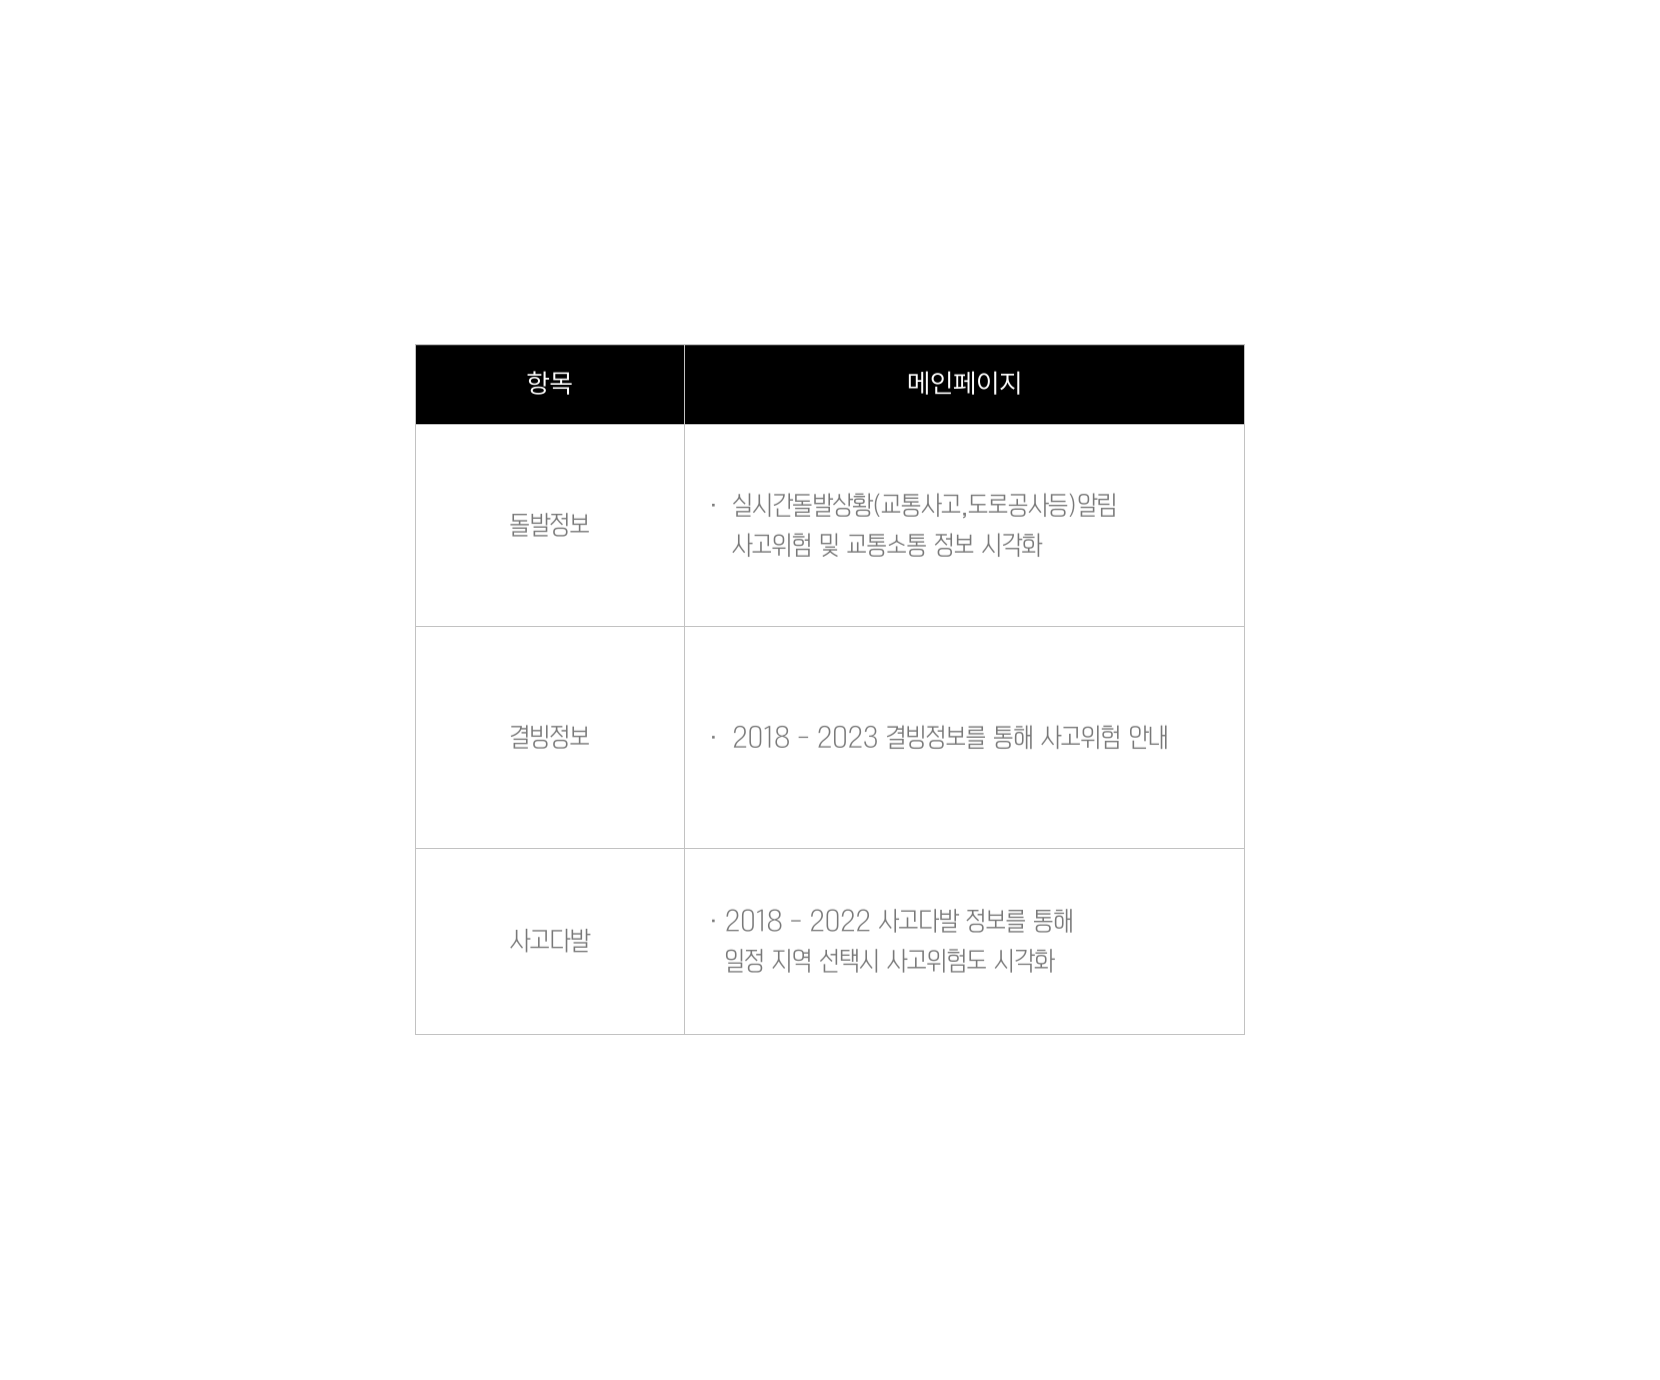 항목
메인페이지
돌발정보
· 실시간돌발상황(교통사고,도로공사등)알림
사고위험 및 교통소통 정보 시각화
결빙정보
· 2018 - 2023 결빙정보를 통해 사고위험 안내
사고다발
· 2018 - 2022 사고다발 정보를 통해
일정 지역 선택시 사고위험도 시각화